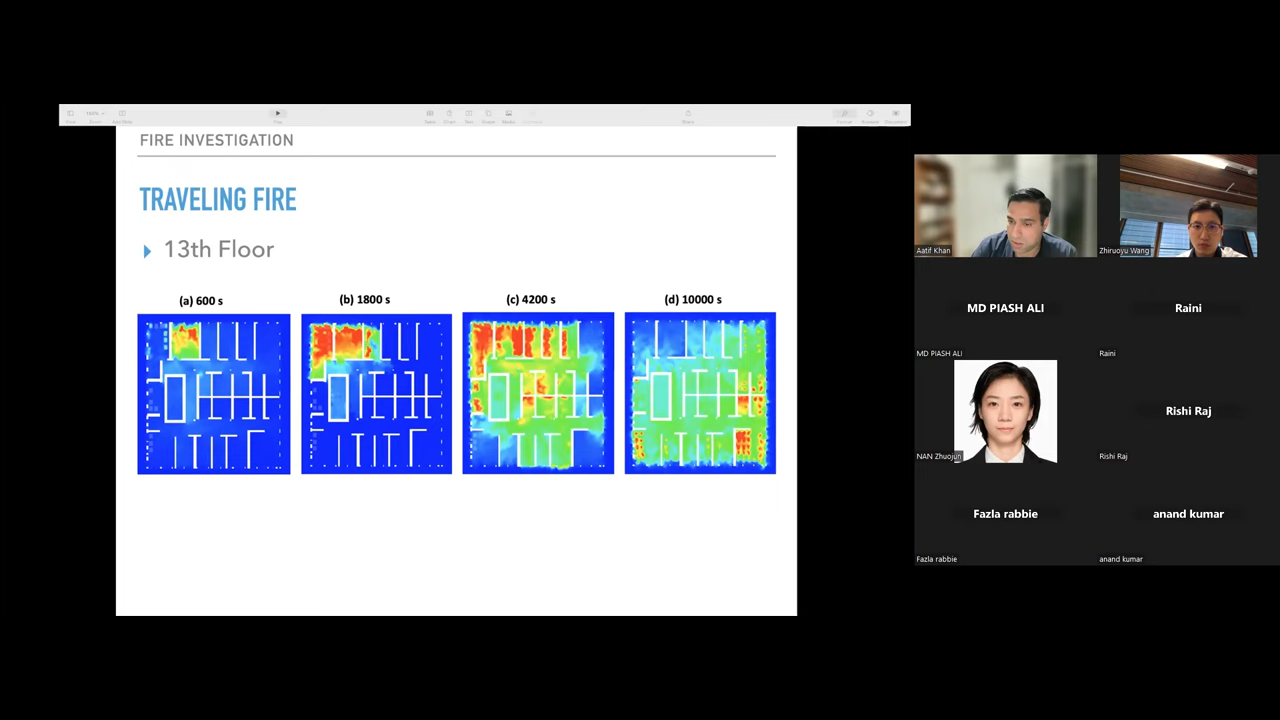 FIRE INVESTIGATION
TRAVELING FIRE
13th Floor
(a) 600 s
(b) 1800 s
(c) 4200 s
(d) 10000 s
Aatif Khan
Zhiruoyu Wang
MD PIASH ALI
Raini
MD PIASH ALI
Raini
Rishi Raj
NAN Zhuojun
Rishi Raj
Fazla rabbie
anand kumar
Fazla rabbie
anand kumar